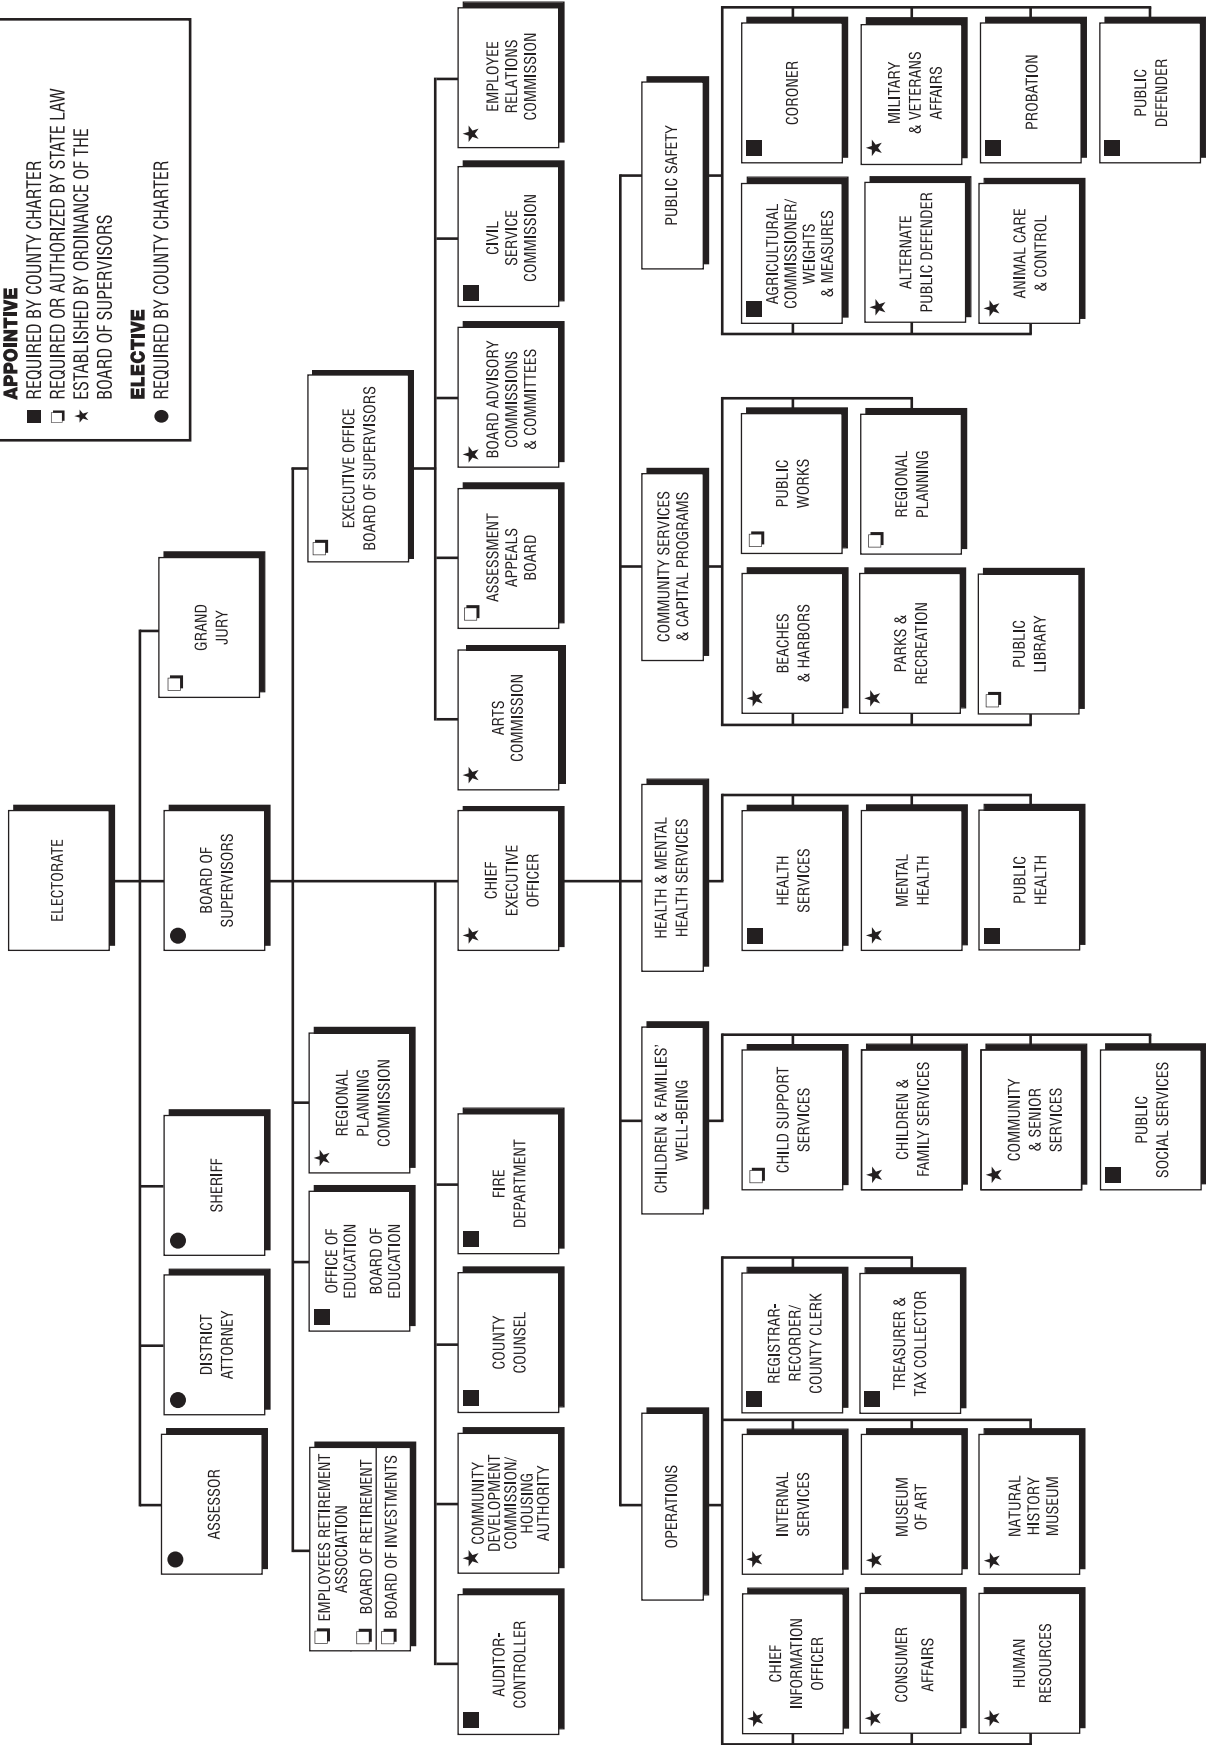 APPOINTIVE
REQUIRED BY COUNTY CHARTER
REQUIRED OR AUTHORIZED BY STATE LAW
ESTABLISHED BY ORDINANCE OF THE
BOARD OF SUPERVISORS
ELECTIVE
REQUIRED BY COUNTY CHARTER
ELECTORATE
ASSESSOR
DISTRICT
ATTORNEY
SHERIFF
BOARD OF
SUPERVISORS
GRAND
JURY
EMPLOYEES RETIREMENT
ASSOCIATION
BOARD OF RETIREMENT
BOARD OF INVESTMENTS
OFFICE OF
EDUCATION
BOARD OF
EDUCATION
REGIONAL
PLANNING
COMMISSION
EXECUTIVE OFFICE
BOARD OF SUPERVISORS
AUDITOR-
CONTROLLER
COMMUNITY
DEVELOPMENT
COMMISSION/
HOUSING
AUTHORITY
COUNTY
COUNSEL
FIRE
DEPARTMENT
CHIEF
EXECUTIVE
OFFICER
ARTS
COMMISSION
ASSESSMENT
APPEALS
BOARD
BOARD ADVISORY
COMMISSIONS
& COMMITTEES
CIVIL
SERVICE
COMMISSION
EMPLOYEE
RELATIONS
COMMISSION
OPERATIONS
CHIEF
INFORMATION
OFFICER
CONSUMER
AFFAIRS
HUMAN
RESOURCES
INTERNAL
SERVICES
MUSEUM
OF ART
NATURAL
HISTORY
MUSEUM
REGISTRAR-
RECORDER/
COUNTY CLERK
TREASURER &
TAX COLLECTOR
CHILDREN & FAMILIES'
WELL-BEING
CHILD SUPPORT
SERVICES
CHILDREN &
FAMILY SERVICES
COMMUNITY
& SENIOR
SERVICES
PUBLIC
SOCIAL SERVICES
HEALTH & MENTAL
HEALTH SERVICES
HEALTH
SERVICES
MENTAL
HEALTH
PUBLIC
HEALTH
COMMUNITY SERVICES
& CAPITAL PROGRAMS
BEACHES
& HARBORS
PARKS &
RECREATION
PUBLIC
LIBRARY
PUBLIC
WORKS
REGIONAL
PLANNING
PUBLIC SAFETY
AGRICULTURAL
COMMISSIONER/
WEIGHTS
& MEASURES
ALTERNATE
PUBLIC DEFENDER
ANIMAL CARE
& CONTROL
CORONER
MILITARY
& VETERANS
AFFAIRS
PROBATION
PUBLIC
DEFENDER